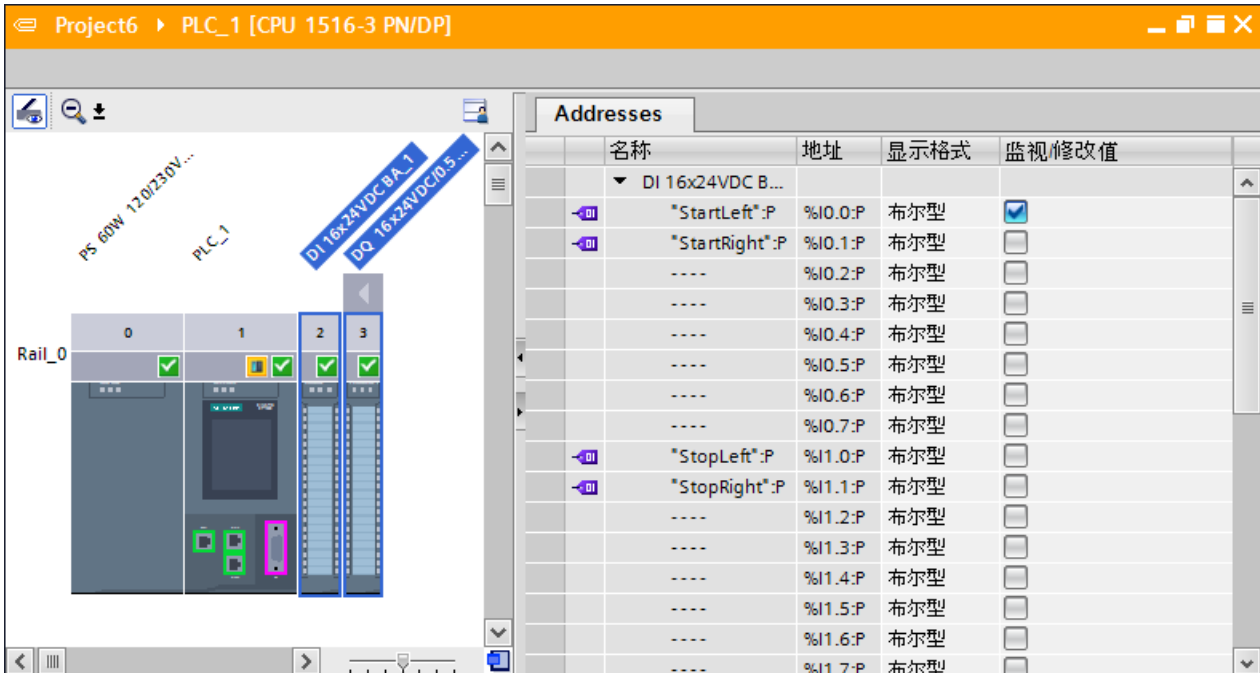 Project6 ▸ PLC_1 [CPU 1516-3 PN/DP]
PS 60W 120/230V...
PLC_1
DI 16x24VDC BA_1
DQ 16x24VDC/0.5...
0 1 2 3
Rail_0
SIEMENS
Addresses
名称 地址 显示格式 监视/修改值
DI 16x24VDC B...
"StartLeft":P %I0.0:P 布尔型
"StartRight":P %I0.1:P 布尔型
---- %I0.2:P 布尔型
---- %I0.3:P 布尔型
---- %I0.4:P 布尔型
---- %I0.5:P 布尔型
---- %I0.6:P 布尔型
---- %I0.7:P 布尔型
"StopLeft":P %I1.0:P 布尔型
"StopRight":P %I1.1:P 布尔型
---- %I1.2:P 布尔型
---- %I1.3:P 布尔型
---- %I1.4:P 布尔型
---- %I1.5:P 布尔型
---- %I1.6:P 布尔型
---- %I1.7:P 布尔型